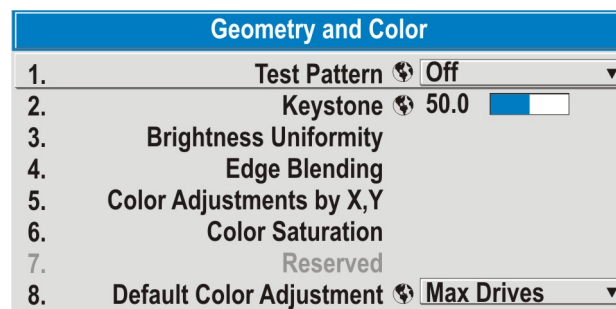 Geometry and Color
1. Test Pattern Off
2. Keystone 50.0
3. Brightness Uniformity
4. Edge Blending
5. Color Adjustments by X,Y
6. Color Saturation
7. Reserved
8. Default Color Adjustment Max Drives